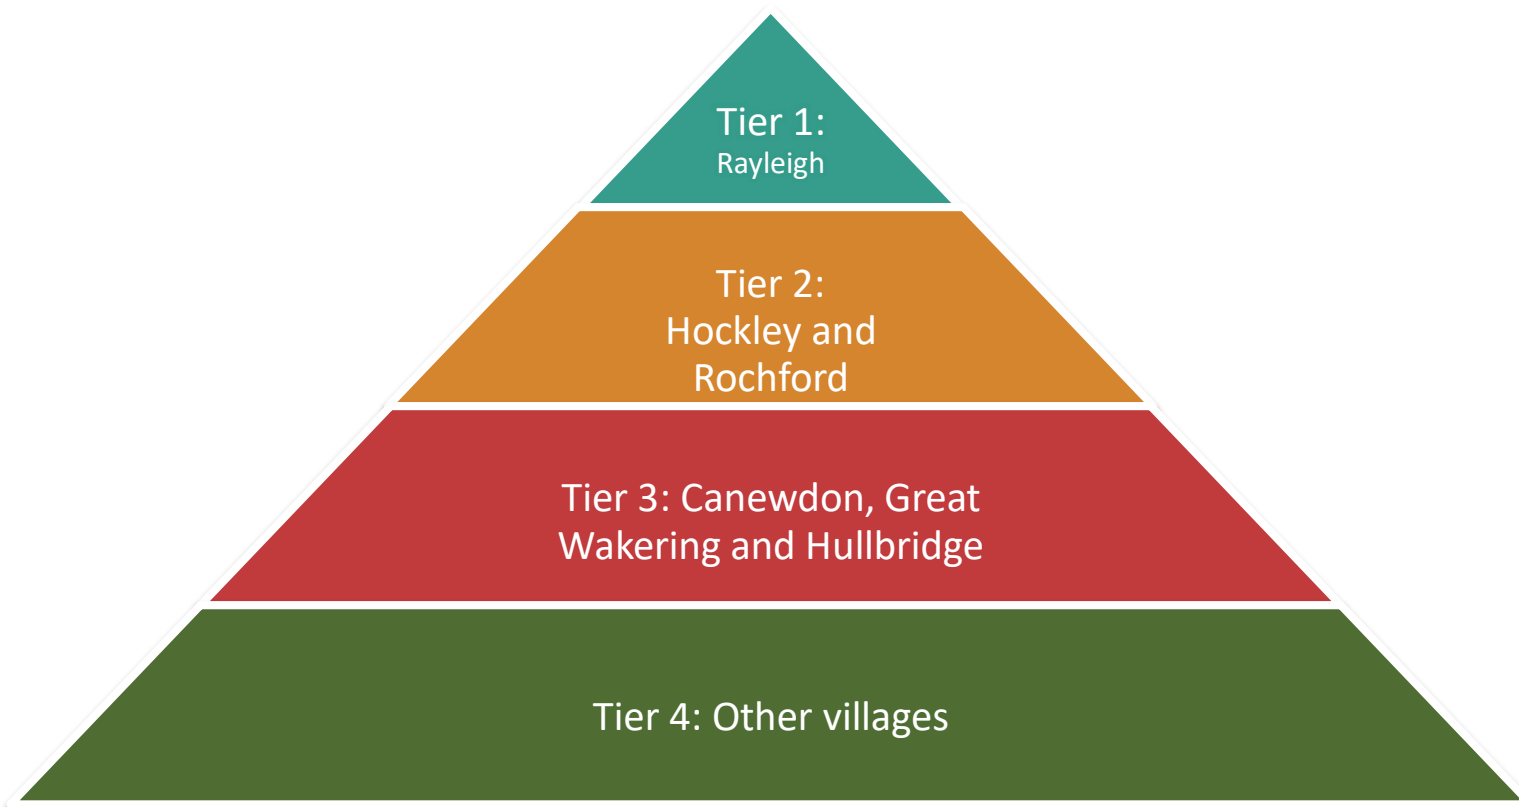 Tier 1:
Rayleigh
Tier 2:
Hockley and
Rochford
Tier 3: Canewdon, Great
Wakering and Hullbridge
Tier 4: Other villages